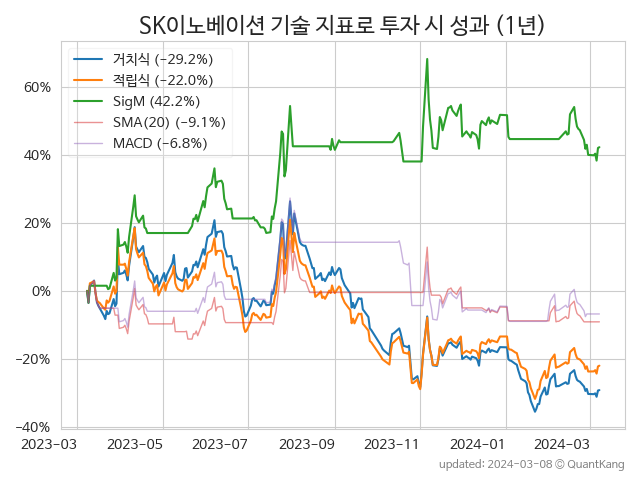 SK이노베이션 기술 지표로 투자 시 성과 (1년)
거치식 (−29.2%)
적립식 (−22.0%)
SigM (42.2%)
SMA(20) (−9.1%)
MACD (−6.8%)
60%
40%
20%
0%
−20%
−40%
2023-03 2023-05 2023-07 2023-09 2023-11 2024-01 2024-03
updated: 2024-03-08 © QuantKang